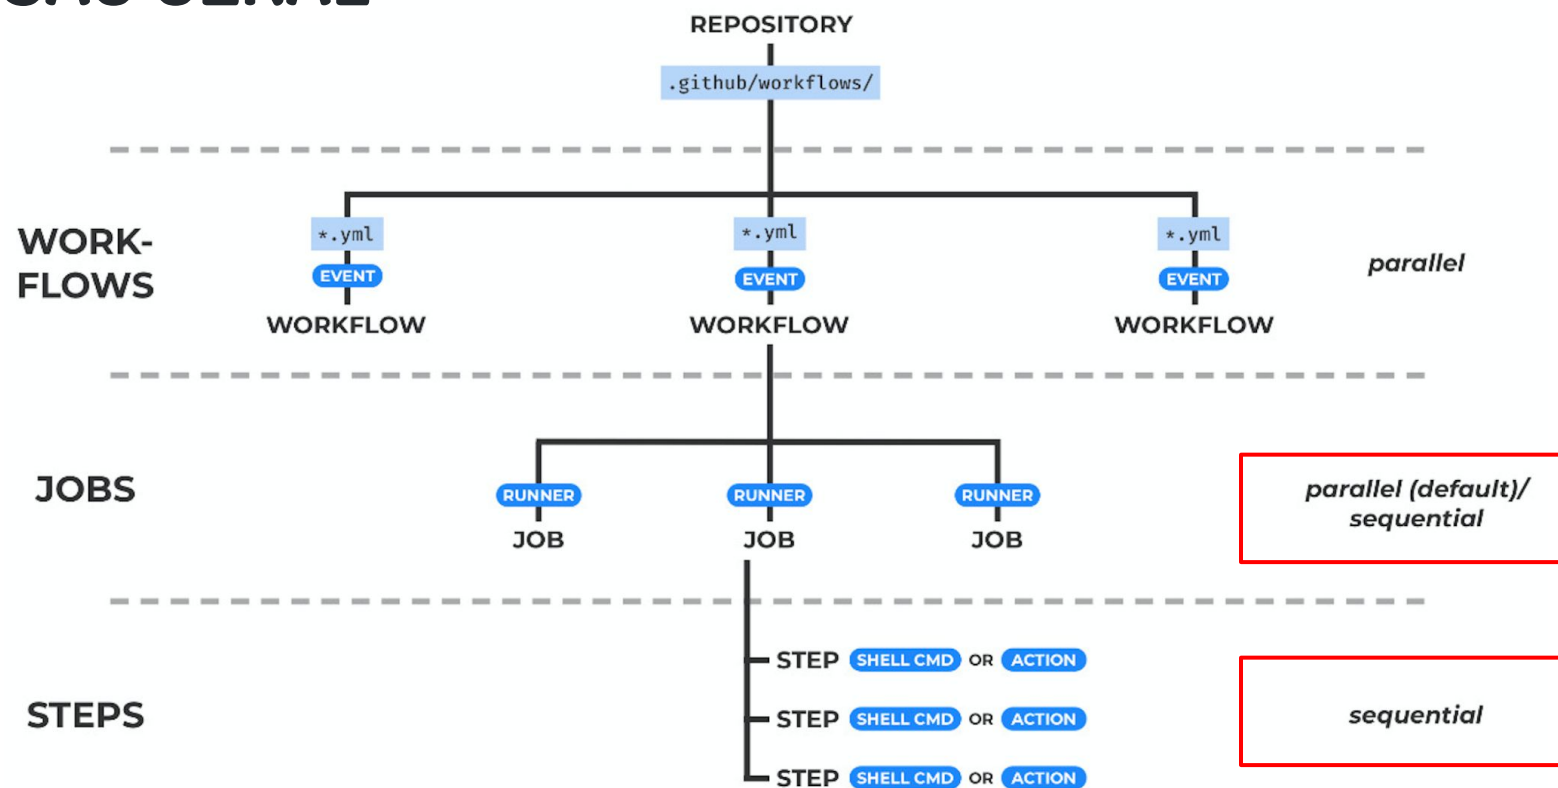 REPOSITORY
.github/workflows/
WORK-
FLOWS
*.yml
EVENT
WORKFLOW
*.yml
EVENT
WORKFLOW
*.yml
EVENT
WORKFLOW
parallel
JOBS
RUNNER
JOB
RUNNER
JOB
RUNNER
JOB
parallel (default)/
sequential
STEPS
STEP SHELL CMD OR ACTION
STEP SHELL CMD OR ACTION
STEP SHELL CMD OR ACTION
sequential